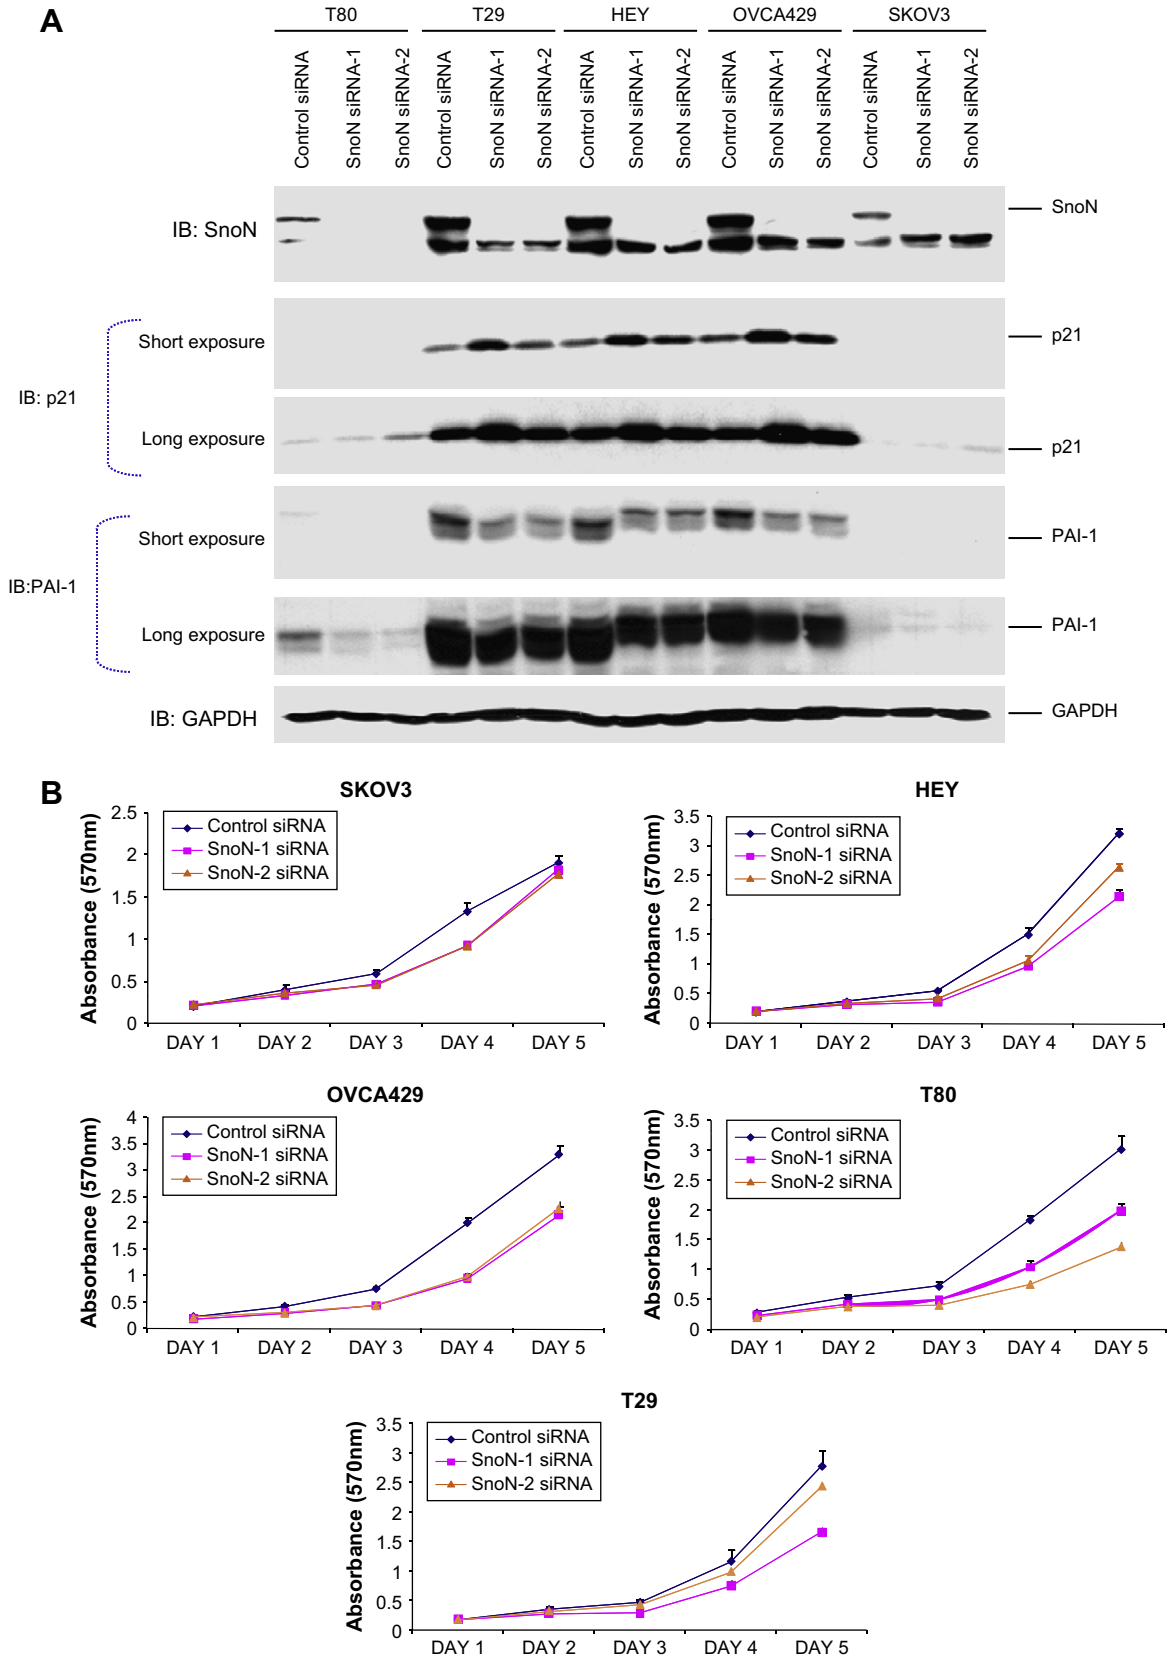 A
T80 T29 HEY OVCA429 SKOV3
Control siRNA SnoN siRNA-1 SnoN siRNA-2 Control siRNA SnoN siRNA-1 SnoN siRNA-2 Control siRNA SnoN siRNA-1 SnoN siRNA-2 Control siRNA SnoN siRNA-1 SnoN siRNA-2 Control siRNA SnoN siRNA-1 SnoN siRNA-2
IB: SnoN SnoN
IB: p21
Short exposure p21
Long exposure p21
IB:PAI-1
Short exposure PAI-1
Long exposure PAI-1
IB: GAPDH GAPDH
B
SKOV3
Absorbance (570nm)
2.5
2
1.5
1
0.5
0
Control siRNA
SnoN-1 siRNA
SnoN-2 siRNA
DAY 1 DAY 2 DAY 3 DAY 4 DAY 5
HEY
Absorbance (570nm)
3.5
3
2.5
2
1.5
1
0.5
0
Control siRNA
SnoN-1 siRNA
SnoN-2 siRNA
DAY 1 DAY 2 DAY 3 DAY 4 DAY 5
OVCA429
Absorbance (570nm)
4
3.5
3
2.5
2
1.5
1
0.5
0
Control siRNA
SnoN-1 siRNA
SnoN-2 siRNA
DAY 1 DAY 2 DAY 3 DAY 4 DAY 5
T80
Absorbance (570nm)
3.5
3
2.5
2
1.5
1
0.5
0
Control siRNA
SnoN-1 siRNA
SnoN-2 siRNA
DAY 1 DAY 2 DAY 3 DAY 4 DAY 5
T29
Absorbance (570nm)
3.5
3
2.5
2
1.5
1
0.5
0
Control siRNA
SnoN-1 siRNA
SnoN-2 siRNA
DAY 1 DAY 2 DAY 3 DAY 4 DAY 5